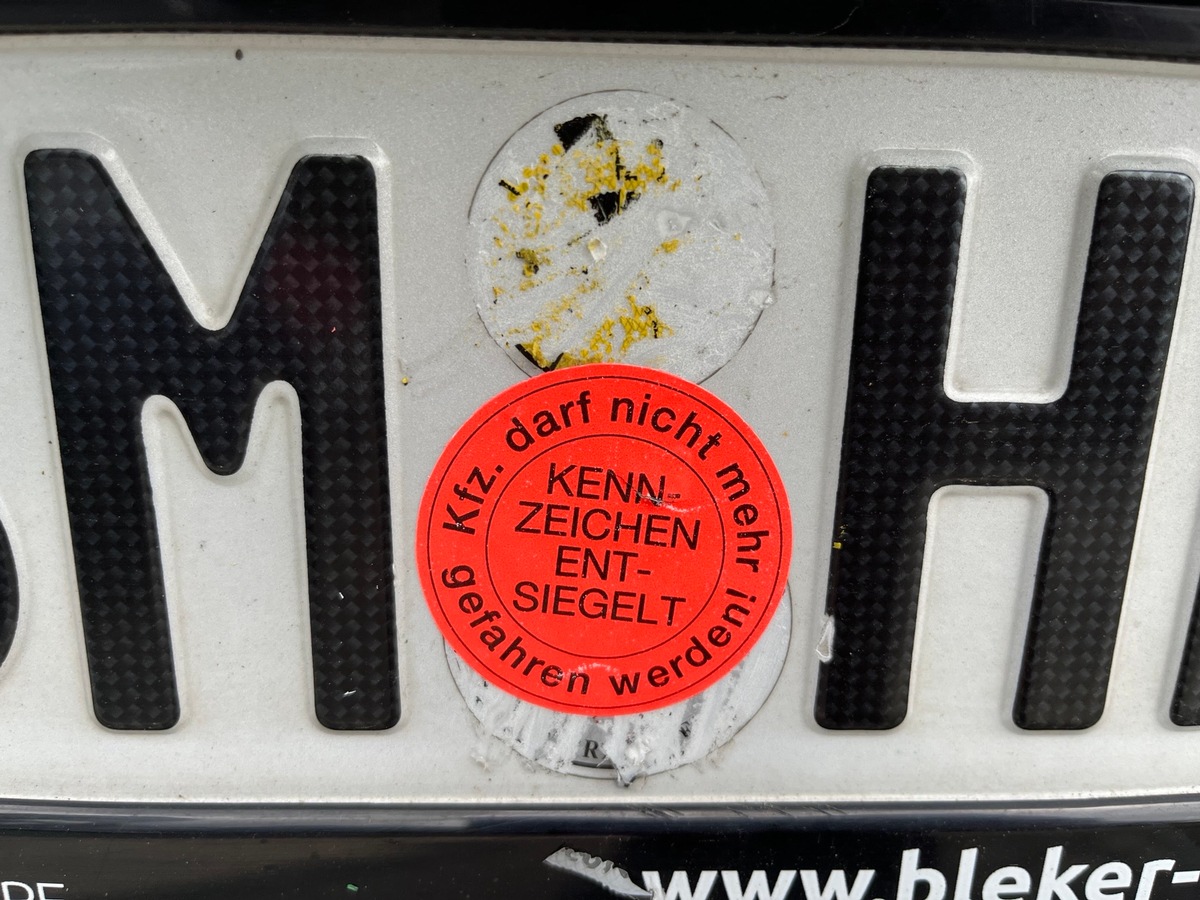 M H
Kfz. darf nicht mehr
gefahren werden!
KENN-
ZEICHEN
ENT-
SIEGELT
R
www.bleker-